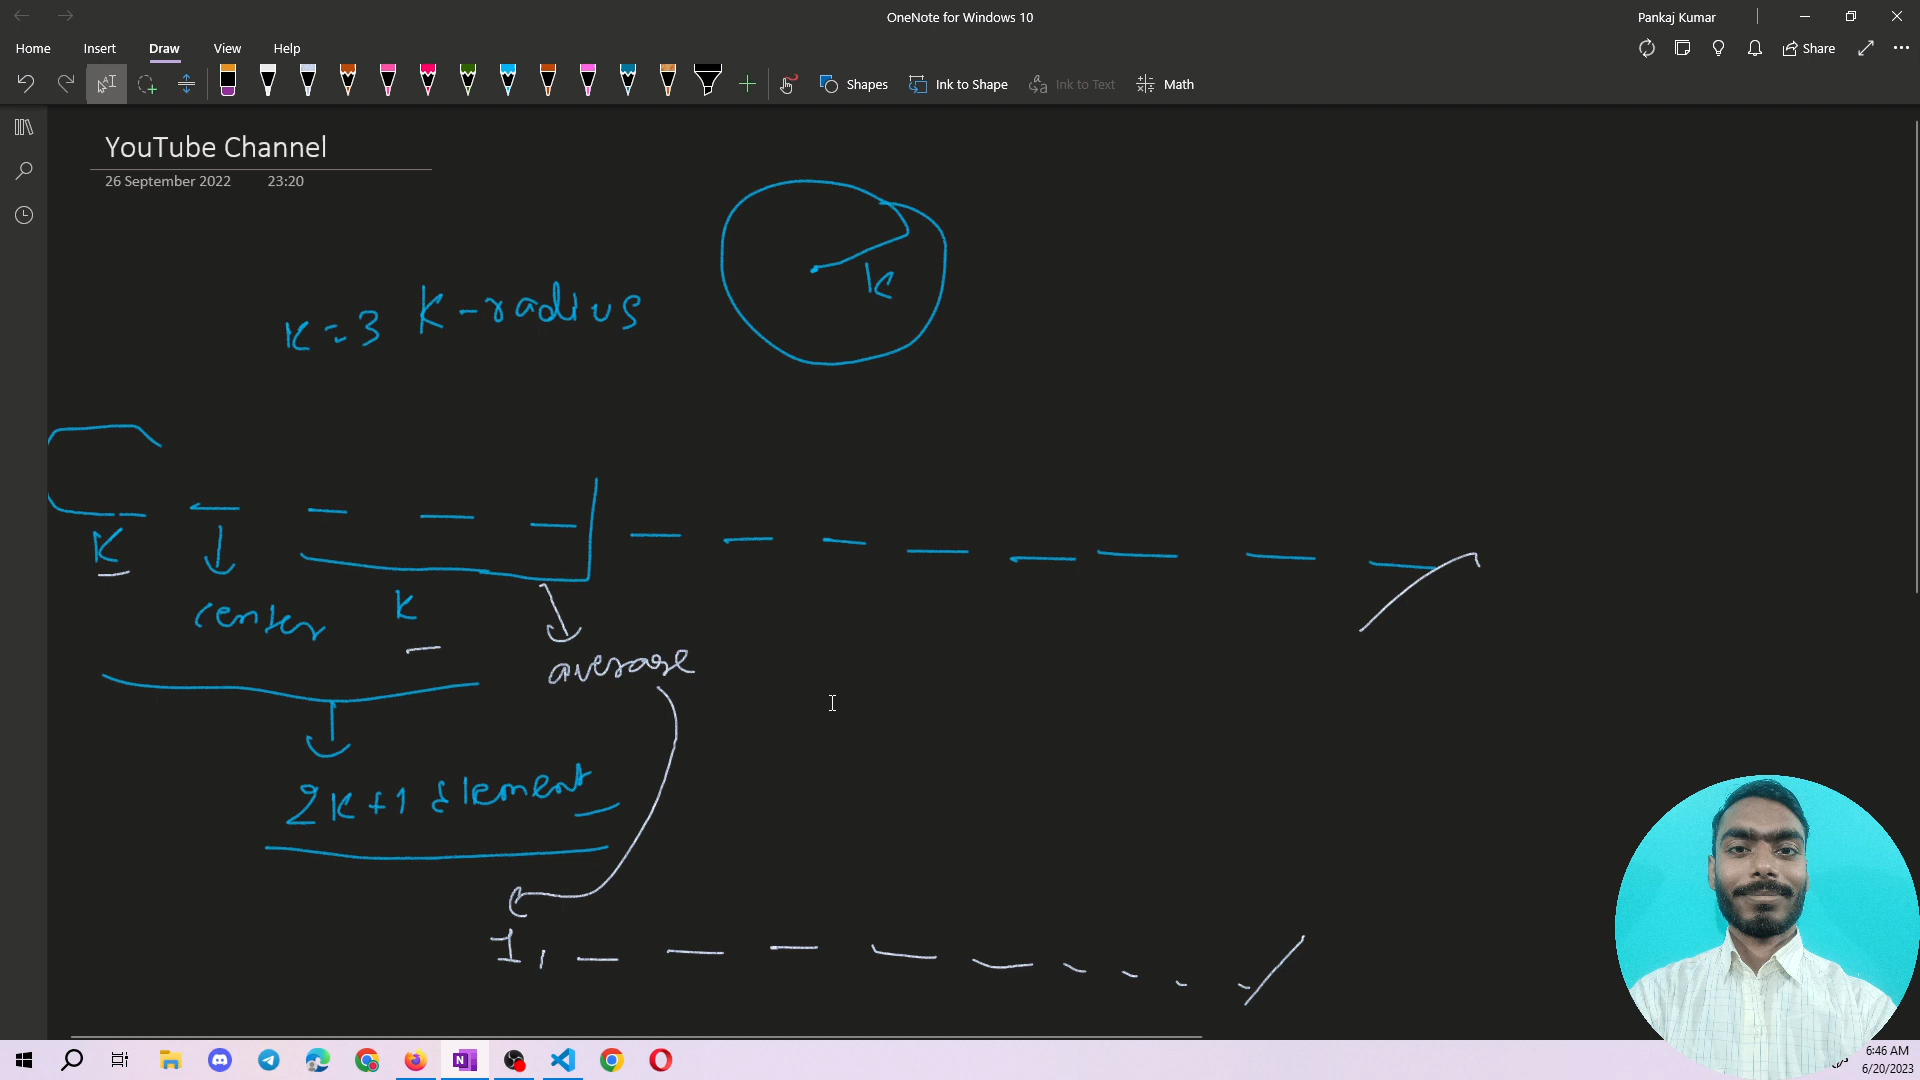 OneNote for Windows 10
Pankaj Kumar
Home Insert Draw View Help
Share
Shapes Ink to Shape Ink to Text Math
YouTube Channel
26 September 2022 23:20
K
K=3 K-radius
K
center K
average
2K+1 Element
1,
6:46 AM
6/20/2023